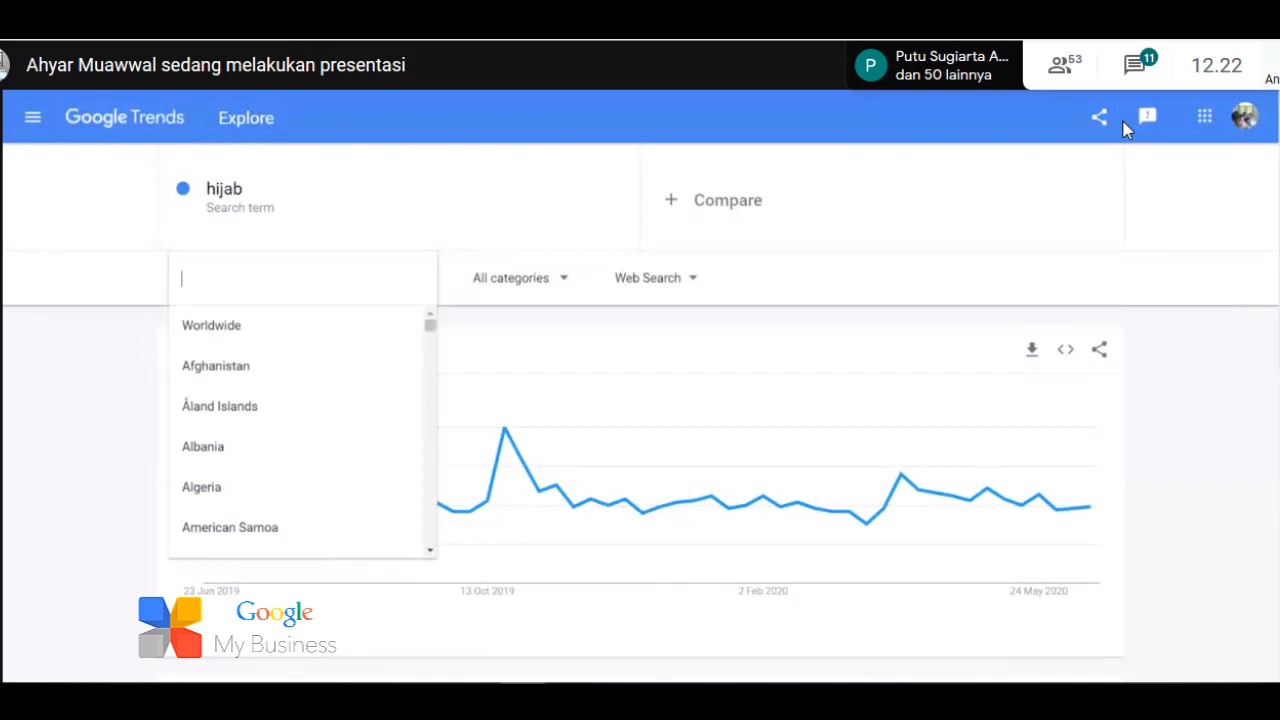 Ahyar Muawwal sedang melakukan presentasi
P
Putu Sugiarta A...
dan 50 lainnya
53
11
12.22
An
Google Trends
Explore
hijab
Search term
+ Compare
All categories
Web Search
Worldwide
Afghanistan
Åland Islands
Albania
Algeria
American Samoa
23 Jun 2019
13 Oct 2019
2 Feb 2020
24 May 2020
Google
My Business